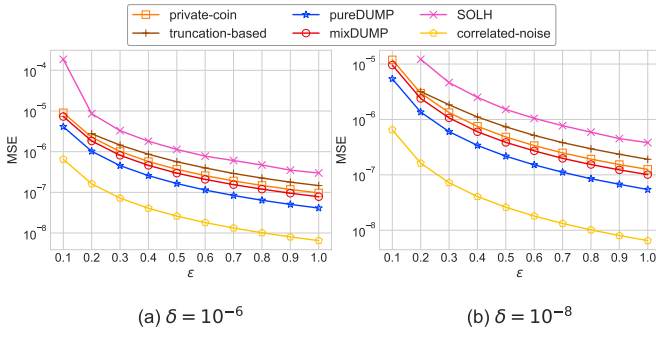 private-coin pureDUMP SOLH
truncation-based mixDUMP correlated-noise
MSE
10⁻⁴
10⁻⁵
10⁻⁶
10⁻⁷
10⁻⁸
0.1 0.2 0.3 0.4 0.5 0.6 0.7 0.8 0.9 1.0
ε
(a) δ = 10⁻⁶
MSE
10⁻⁵
10⁻⁶
10⁻⁷
10⁻⁸
0.1 0.2 0.3 0.4 0.5 0.6 0.7 0.8 0.9 1.0
ε
(b) δ = 10⁻⁸